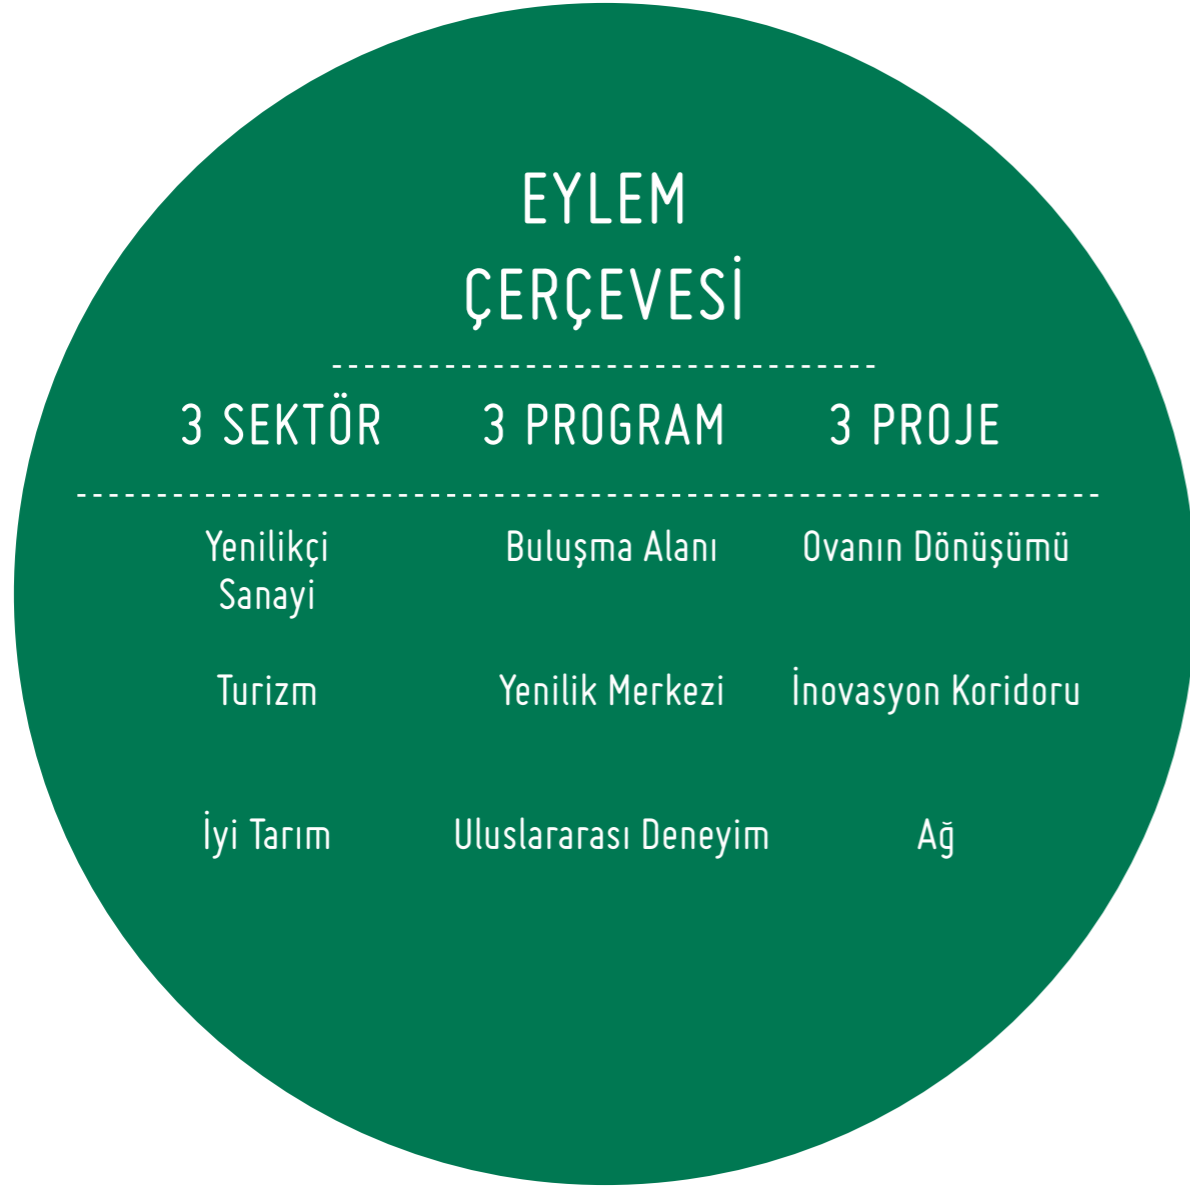 EYLEM
ÇERÇEVESİ
3 SEKTÖR 3 PROGRAM 3 PROJE
Yenilikçi Sanayi Buluşma Alanı Ovanın Dönüşümü
Turizm Yenilik Merkezi İnovasyon Koridoru
İyi Tarım Uluslararası Deneyim Ağ